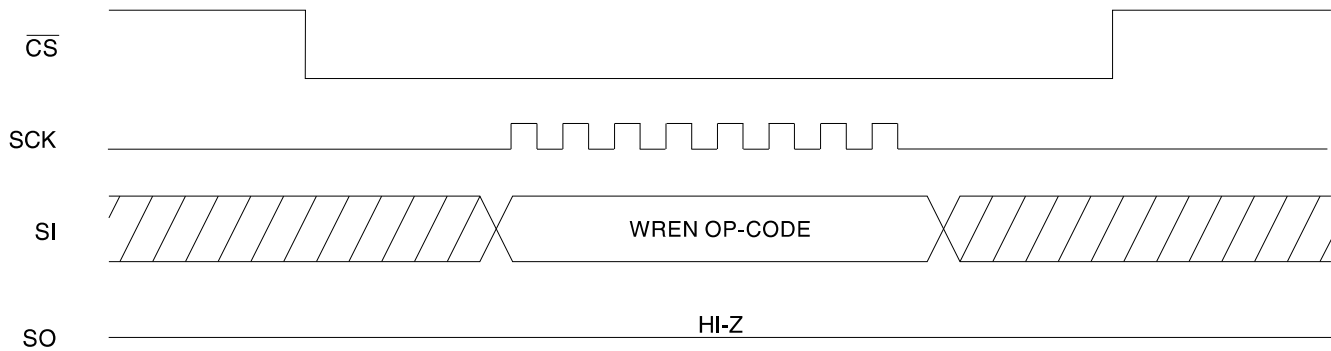 CS
SCK
SI
WREN OP-CODE
SO
HI-Z